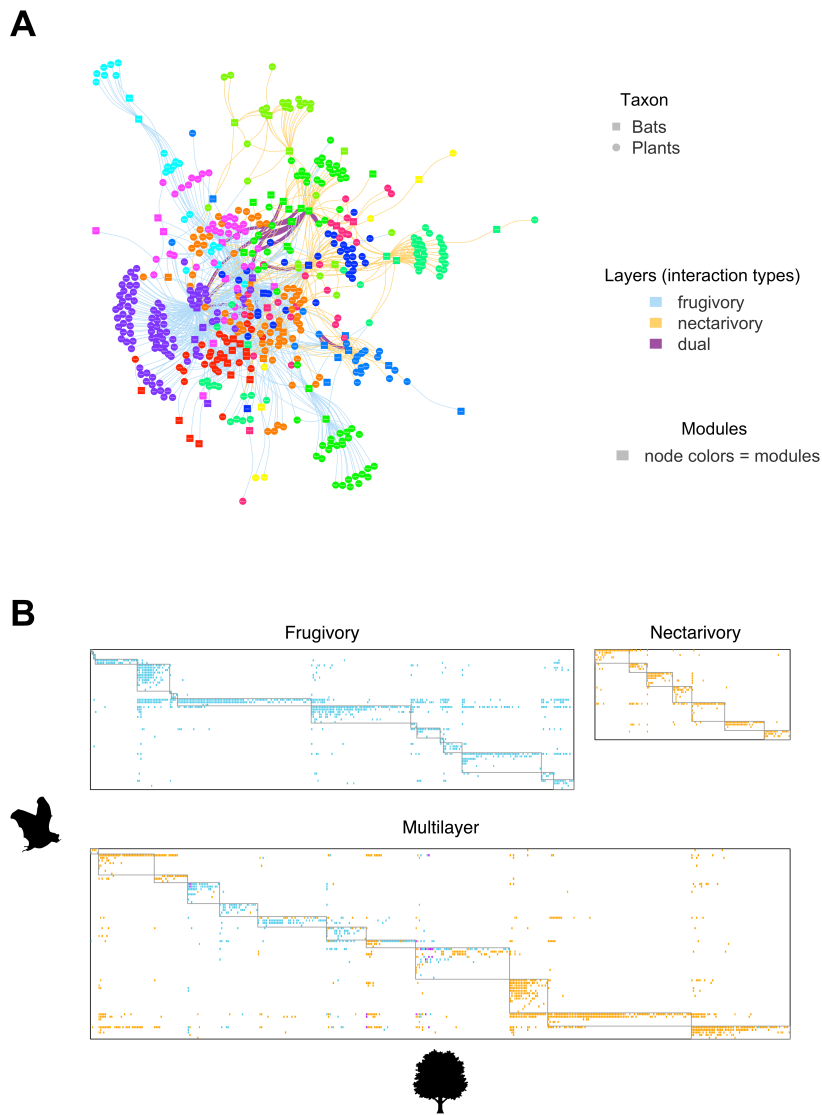 A
Taxon
Bats
Plants
Layers (interaction types)
frugivory
nectarivory
dual
Modules
node colors = modules
B
Frugivory
Nectarivory
Multilayer